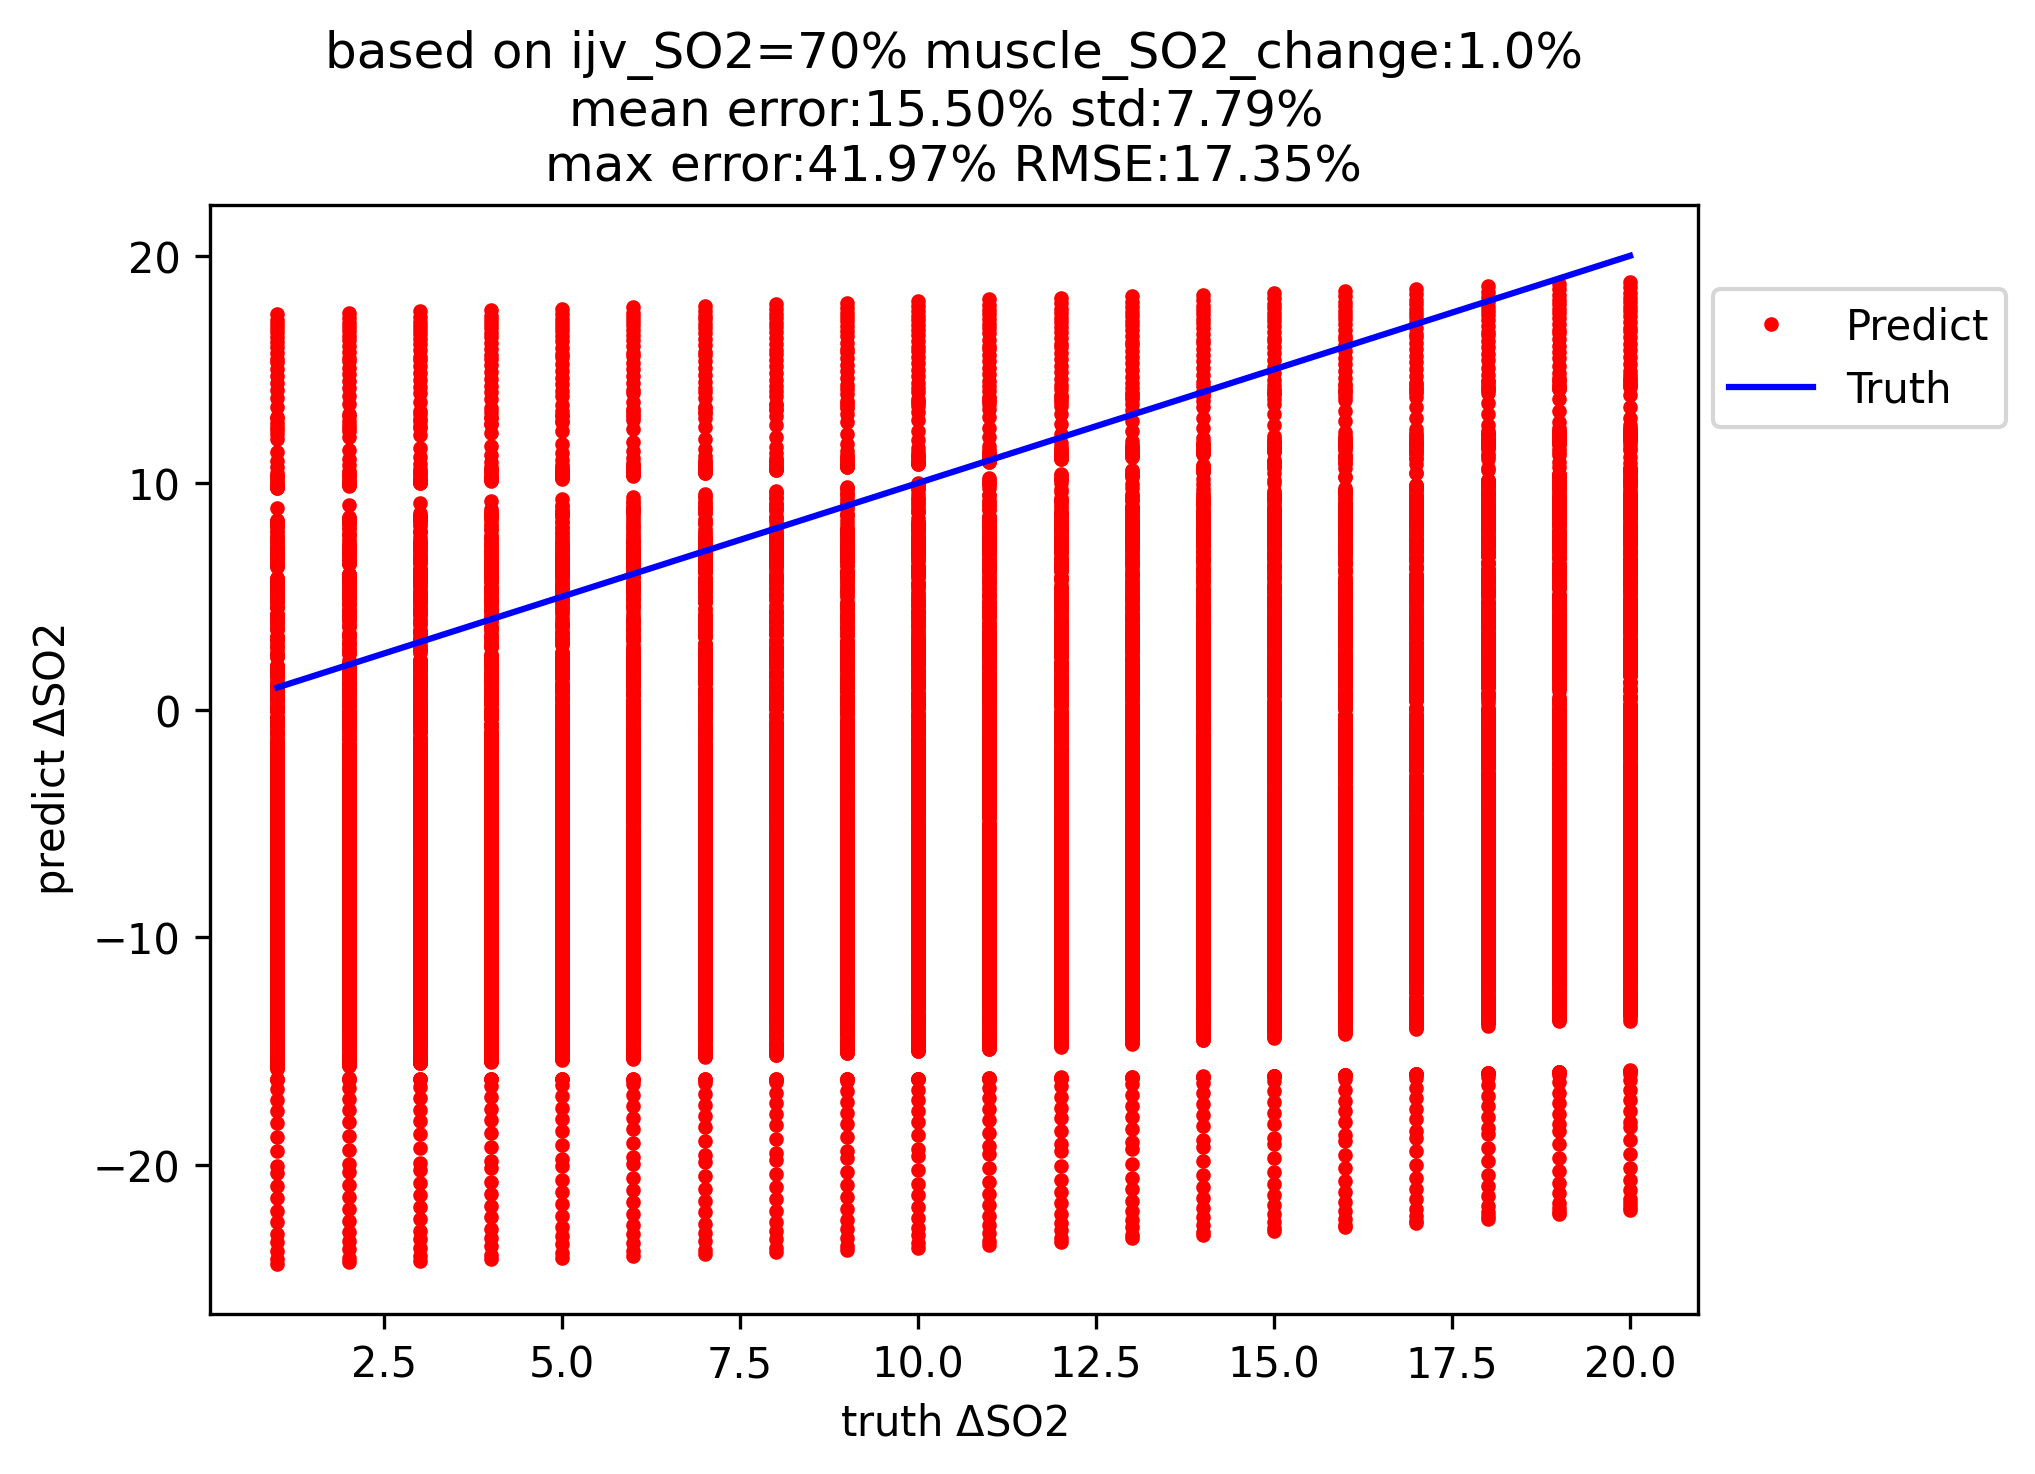 based on ijv_SO2=70% muscle_SO2_change:1.0%
mean error:15.50% std:7.79%
max error:41.97% RMSE:17.35%
20
10
0
−10
−20
predict ΔSO2
2.5 5.0 7.5 10.0 12.5 15.0 17.5 20.0
truth ΔSO2
Predict
Truth